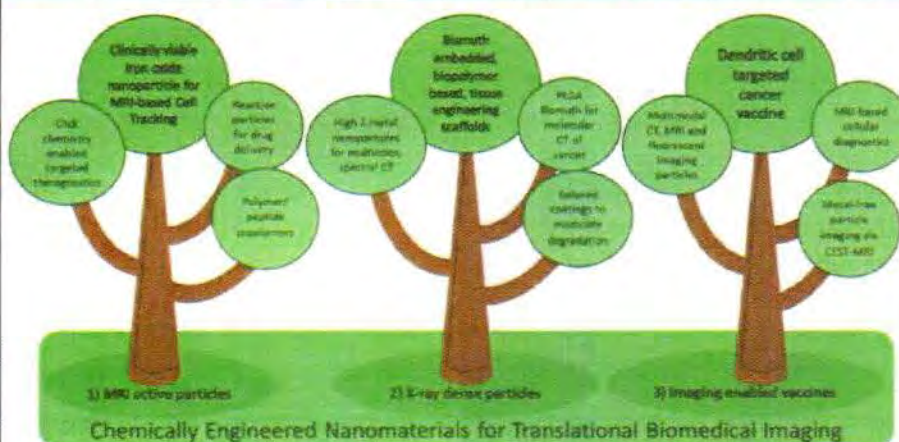 Clinically viable
iron oxide
nanoparticle for
MRI-based Cell
Tracking
Click
chemistry
enabled
targeted
theragnostics
Reactive
particles
for drug
delivery
Polymer/
peptide
Bismuth
embedded,
biopolymer
based, tissue
engineering
scaffolds
High Z metal
nanoparticles
for multicolor,
spectral CT
PLGA
Bismuth for
molecular
CT of
cancer
Tailored
coatings to
modulate
degradation
Dendritic cell
targeted
cancer
vaccine
Multimodal
CT, MRI and
fluorescent
imaging
particles
MRI based
cellular
diagnostics
Metal-free
particle
imaging via
CEST-MRI
1) MRI active particles
2) X-ray dense particles
3) Imaging enabled vaccines
Chemically Engineered Nanomaterials for Translational Biomedical Imaging